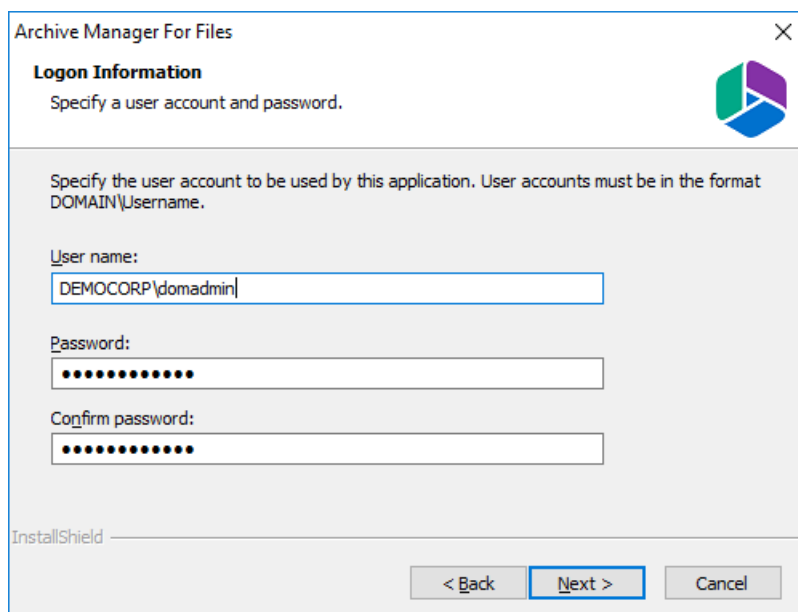 Archive Manager For Files
Logon Information
Specify a user account and password.
Specify the user account to be used by this application. User accounts must be in the format
DOMAIN\Username.
User name:
DEMOCORP\domadmin
Password:
●●●●●●●●●●●●
Confirm password:
●●●●●●●●●●●●
InstallShield
< Back
Next >
Cancel